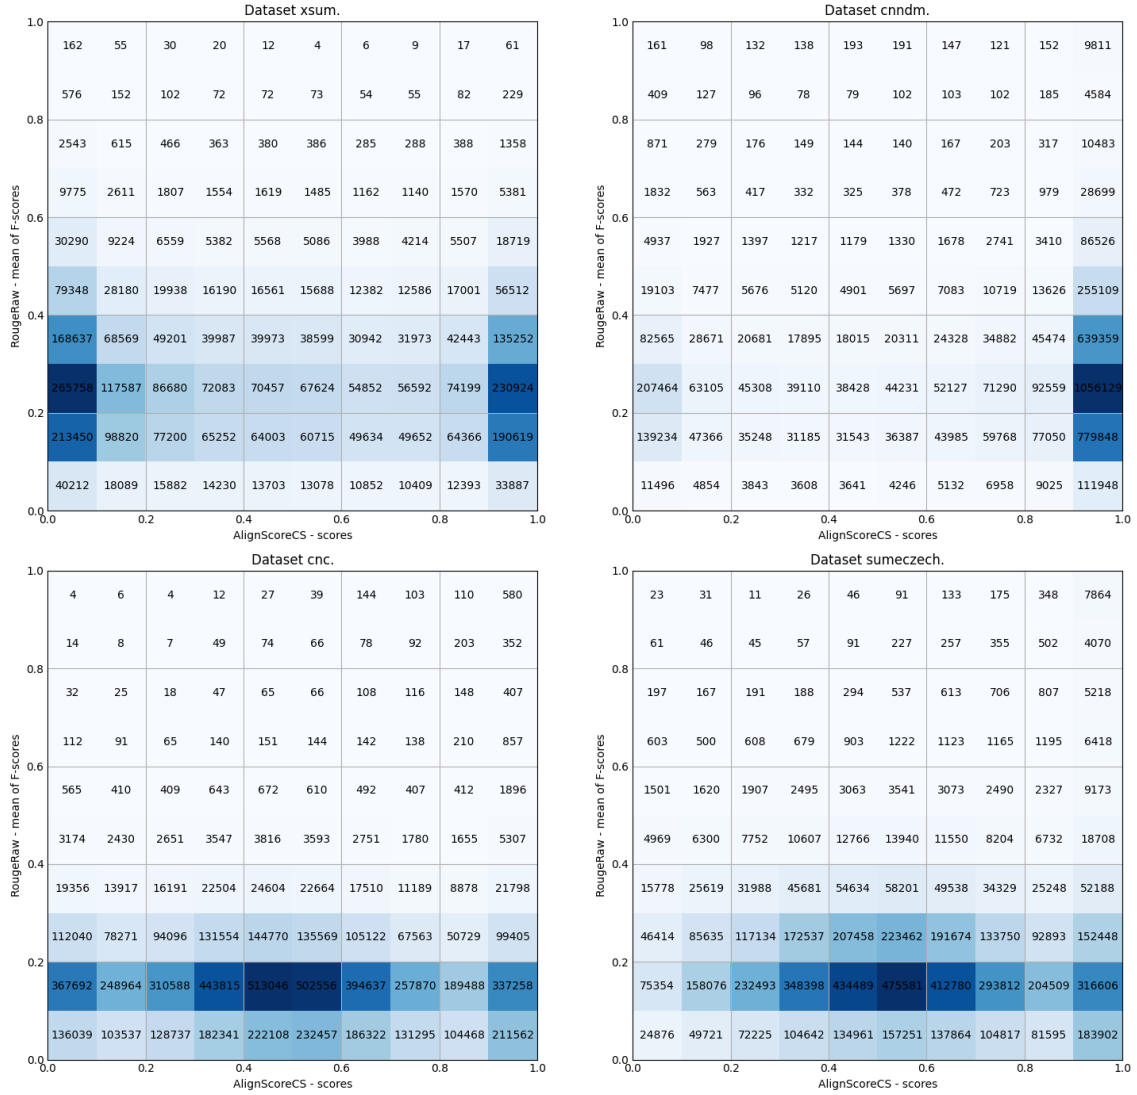 Dataset xsum.
1.0
162 55 30 20 12 4 6 9 17 61
576 152 102 72 72 73 54 55 82 229
0.8
2543 615 466 363 380 386 285 288 388 1358
9775 2611 1807 1554 1619 1485 1162 1140 1570 5381
0.6
30290 9224 6559 5382 5568 5086 3988 4214 5507 18719
79348 28180 19938 16190 16561 15688 12382 12586 17001 56512
0.4
168637 68569 49201 39987 39973 38599 30942 31973 42443 135252
265758 117587 86680 72083 70457 67624 54852 56592 74199 230924
0.2
213450 98820 77200 65252 64003 60715 49634 49652 64366 190619
40212 18089 15882 14230 13703 13078 10852 10409 12393 33887
0.0
0.0 0.2 0.4 0.6 0.8 1.0
RougeRaw - mean of F-scores
AlignScoreCS - scores
Dataset cnndm.
1.0
161 98 132 138 193 191 147 121 152 9811
409 127 96 78 79 102 103 102 185 4584
0.8
871 279 176 149 144 140 167 203 317 10483
1832 563 417 332 325 378 472 723 979 28699
0.6
4937 1927 1397 1217 1179 1330 1678 2741 3410 86526
19103 7477 5676 5120 4901 5697 7083 10719 13626 255109
0.4
82565 28671 20681 17895 18015 20311 24328 34882 45474 639359
207464 63105 45308 39110 38428 44231 52127 71290 92559 1056129
0.2
139234 47366 35248 31185 31543 36387 43985 59768 77050 779848
11496 4854 3843 3608 3641 4246 5132 6958 9025 111948
0.0
0.0 0.2 0.4 0.6 0.8 1.0
RougeRaw - mean of F-scores
AlignScoreCS - scores
Dataset cnc.
1.0
4 6 4 12 27 39 144 103 110 580
14 8 7 49 74 66 78 92 203 352
0.8
32 25 18 47 65 66 108 116 148 407
112 91 65 140 151 144 142 138 210 857
0.6
565 410 409 643 672 610 492 407 412 1896
3174 2430 2651 3547 3816 3593 2751 1780 1655 5307
0.4
19356 13917 16191 22504 24604 22664 17510 11189 8878 21798
112040 78271 94096 131554 144770 135569 105122 67563 50729 99405
0.2
367692 248964 310588 443815 513046 502556 394637 257870 189488 337258
136039 103537 128737 182341 222108 232457 186322 131295 104468 211562
0.0
0.0 0.2 0.4 0.6 0.8 1.0
RougeRaw - mean of F-scores
AlignScoreCS - scores
Dataset sumeczech.
1.0
23 31 11 26 46 91 133 175 348 7864
61 46 45 57 91 227 257 355 502 4070
0.8
197 167 191 188 294 537 613 706 807 5218
603 500 608 679 903 1222 1123 1165 1195 6418
0.6
1501 1620 1907 2495 3063 3541 3073 2490 2327 9173
4969 6300 7752 10607 12766 13940 11550 8204 6732 18708
0.4
15778 25619 31988 45681 54634 58201 49538 34329 25248 52188
46414 85635 117134 172537 207458 223462 191674 133750 92893 152448
0.2
75354 158076 232493 348398 434489 475581 412780 293812 204509 316606
24876 49721 72225 104642 134961 157251 137864 104817 81595 183902
0.0
0.0 0.2 0.4 0.6 0.8 1.0
RougeRaw - mean of F-scores
AlignScoreCS - scores